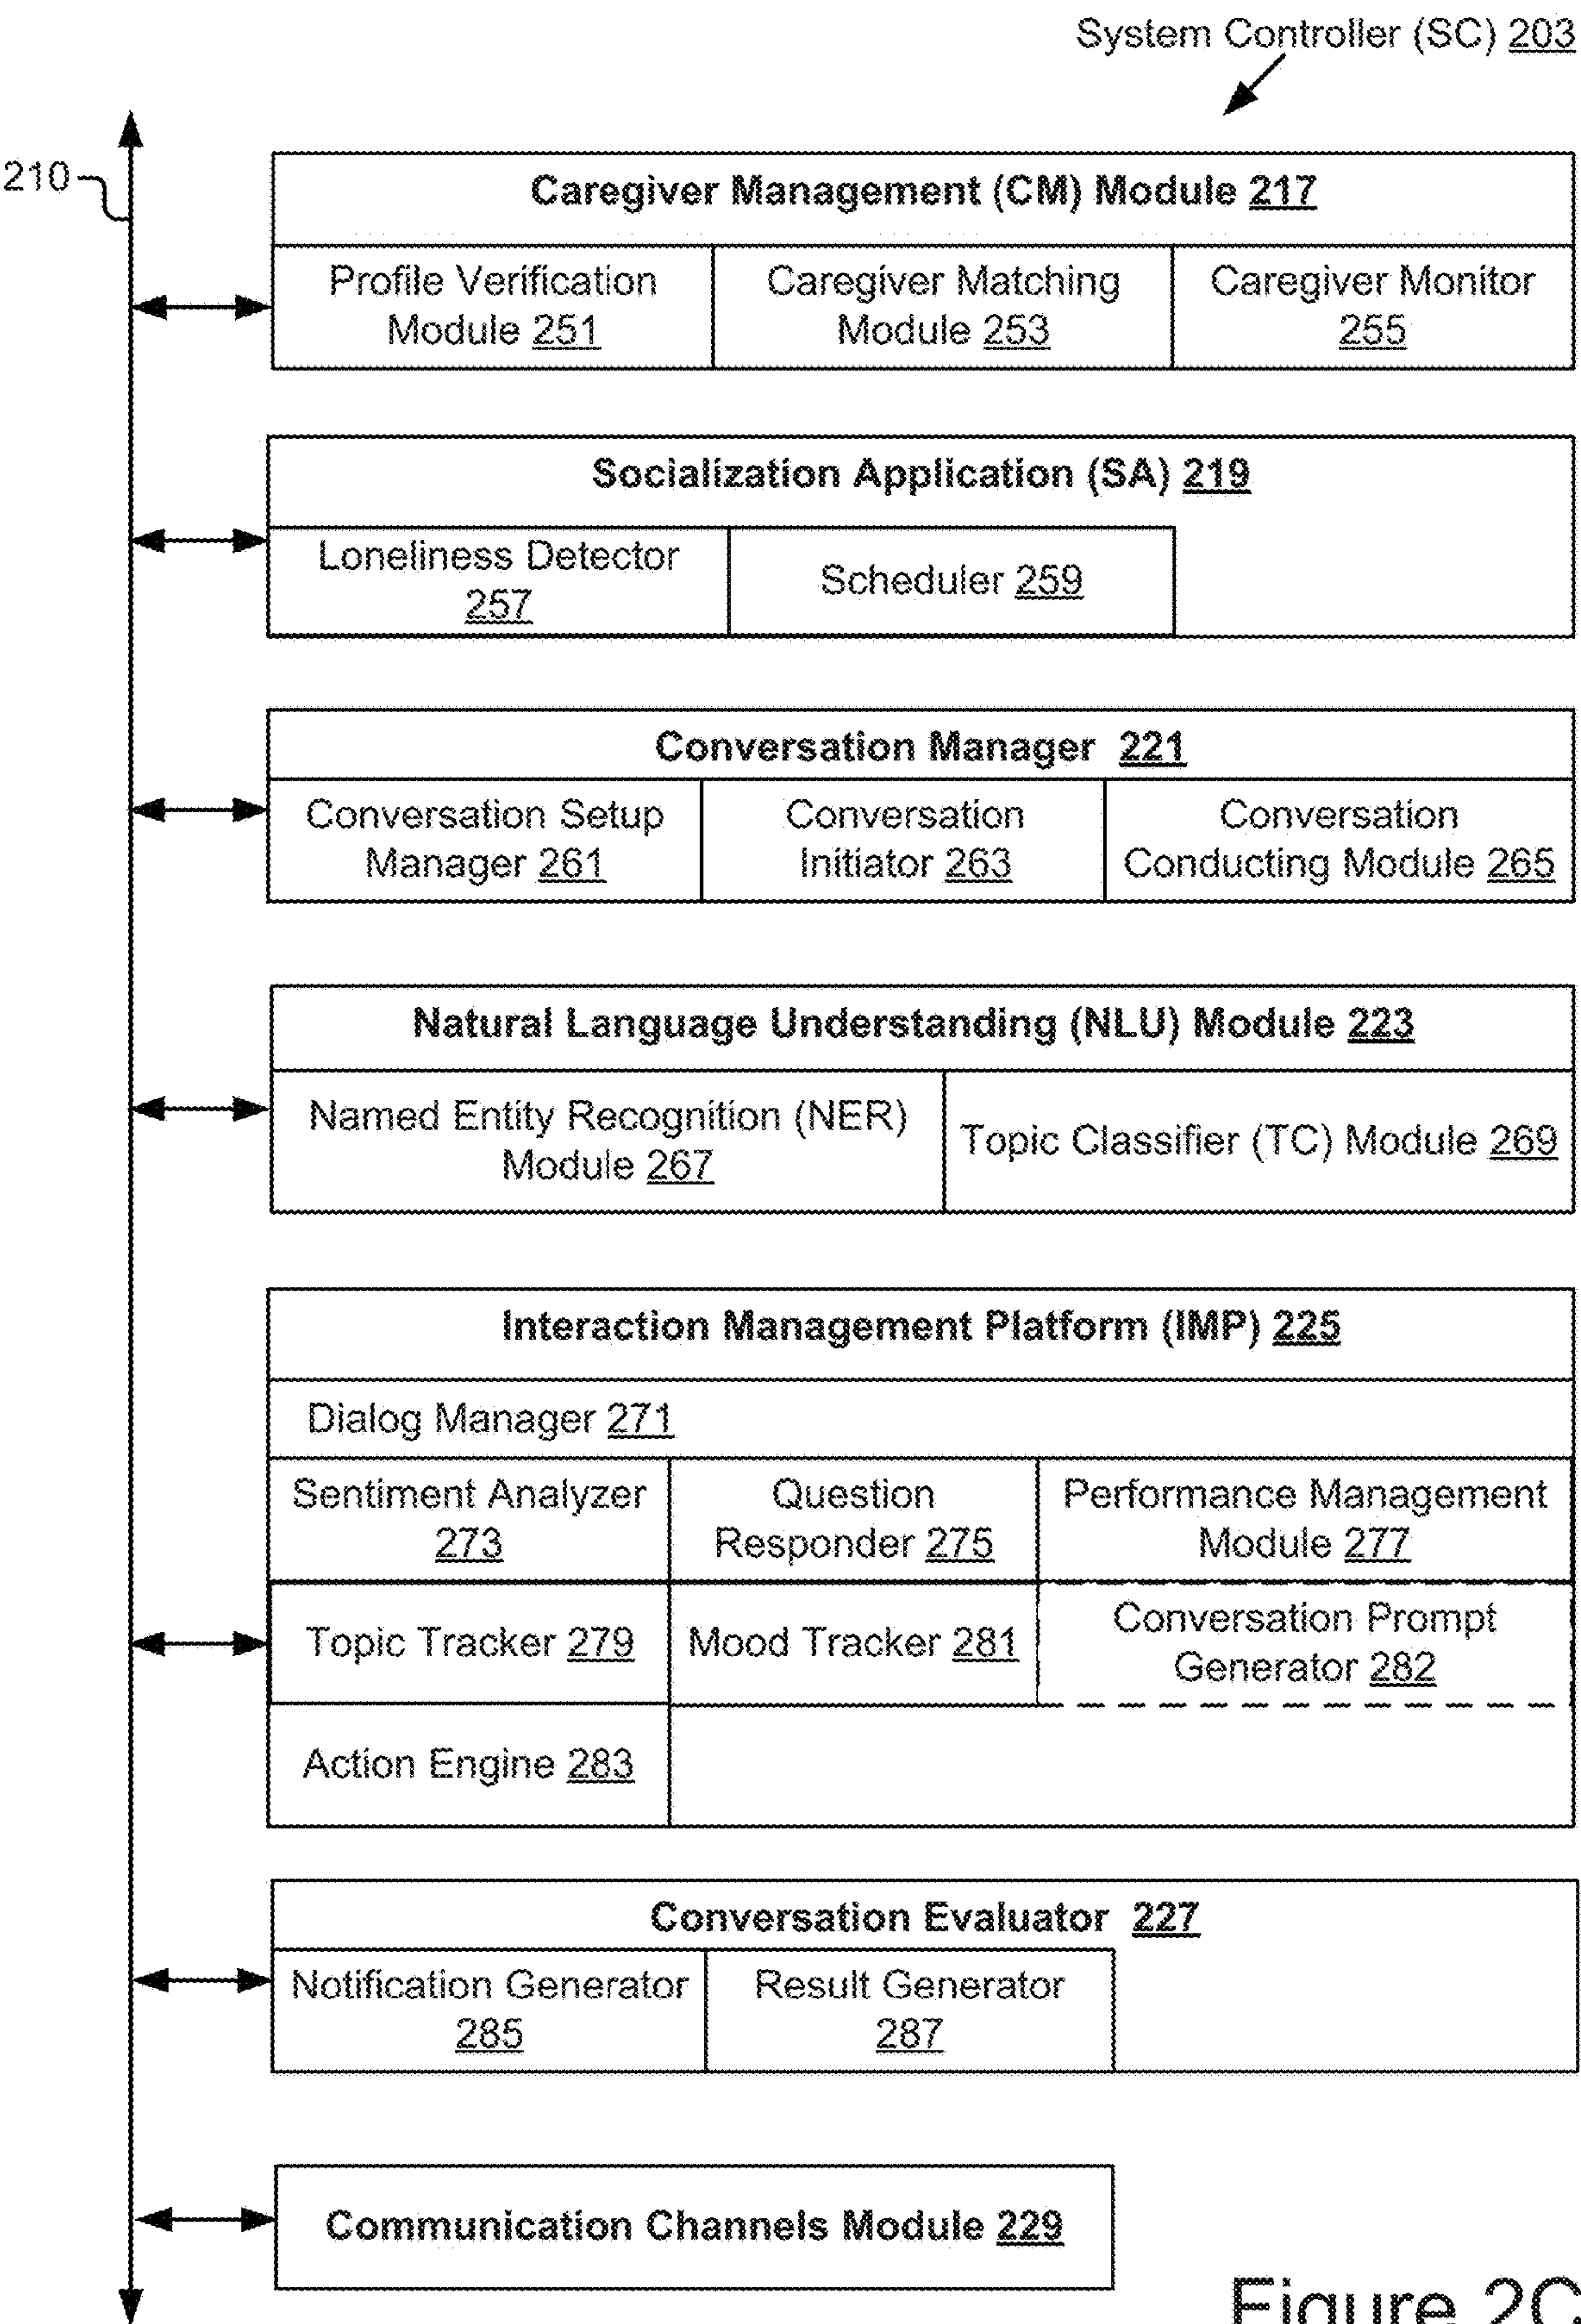 System Controller (SC) 203
210
Caregiver Management (CM) Module 217
Profile Verification
Module 251
Caregiver Matching
Module 253
Caregiver Monitor
255
Socialization Application (SA) 219
Loneliness Detector
257
Scheduler 259
Conversation Manager 221
Conversation Setup
Manager 261
Conversation
Initiator 263
Conversation
Conducting Module 265
Natural Language Understanding (NLU) Module 223
Named Entity Recognition (NER)
Module 267
Topic Classifier (TC) Module 269
Interaction Management Platform (IMP) 225
Dialog Manager 271
Sentiment Analyzer
273
Question
Responder 275
Performance Management
Module 277
Topic Tracker 279
Mood Tracker 281
Conversation Prompt
Generator 282
Action Engine 283
Conversation Evaluator 227
Notification Generator
285
Result Generator
287
Communication Channels Module 229
Figure 2C